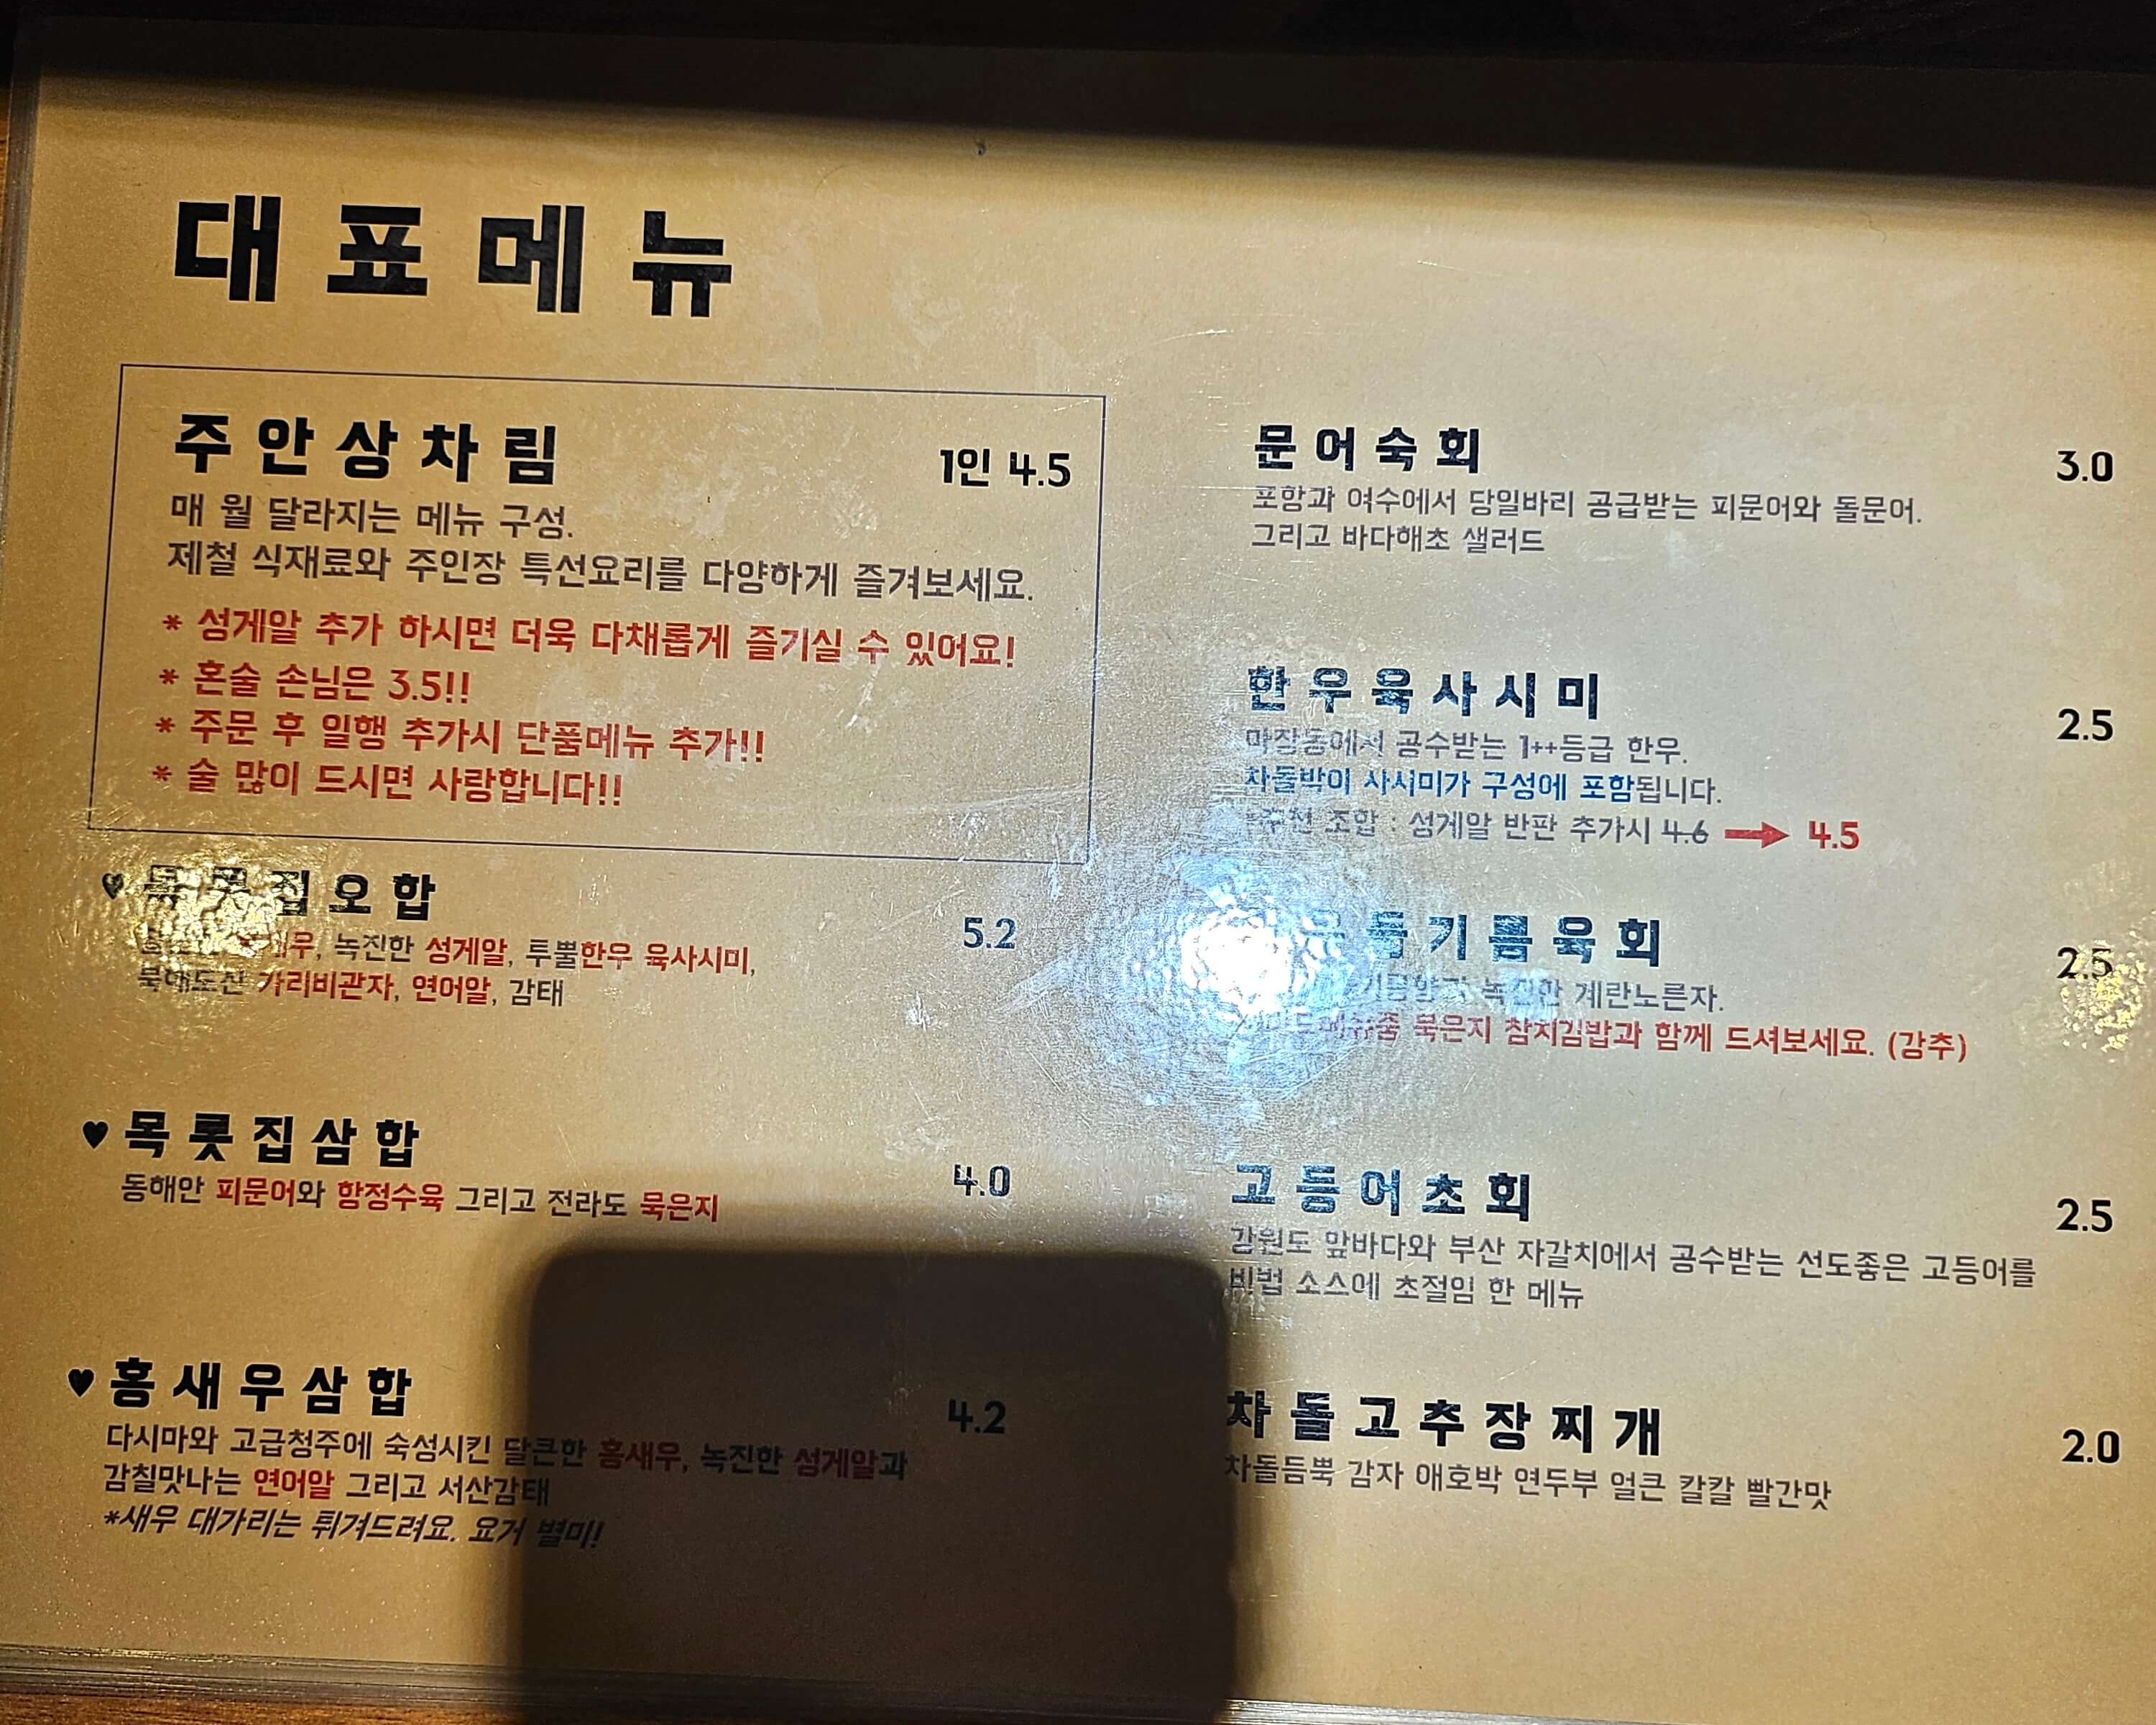 대표메뉴
주안상차림
1인 4.5
매 월 달라지는 메뉴 구성.
제철 식재료와 주인장 특선요리를 다양하게 즐겨보세요.
* 성게알 추가 하시면 더욱 다채롭게 즐기실 수 있어요!
* 혼술 손님은 3.5!!
* 주문 후 일행 추가시 단품메뉴 추가!!
* 술 많이 드시면 사랑합니다!!
♥ 목롯집오합
5.2
녹진한 성게알, 투뿔한우 육사시미,
북해도산 가리비관자, 연어알, 감태
♥ 목롯집삼합
4.0
동해안 피문어와 항정수육 그리고 전라도 묵은지
♥ 홍새우삼합
4.2
다시마와 고급청주에 숙성시킨 달큰한 홍새우, 녹진한 성게알과
감칠맛나는 연어알 그리고 서산감태
*새우 대가리는 튀겨드려요. 요거 별미!
문어숙회
3.0
포항과 여수에서 당일바리 공급받는 피문어와 돌문어.
그리고 바다해초 샐러드
한우육사시미
2.5
마장동에서 공수받는 1++등급 한우.
차돌박이 사시미가 구성에 포함됩니다.
추천 조합 : 성게알 반판 추가시 4.6 → 4.5
들기름육회
2.5
녹진한 계란노른자.
묵은지 참치김밥과 함께 드셔보세요. (강추)
고등어초회
2.5
강원도 앞바다와 부산 자갈치에서 공수받는 선도좋은 고등어를
비법 소스에 초절임 한 메뉴
차돌고추장찌개
2.0
차돌듬뿍 감자 애호박 연두부 얼큰 칼칼 빨간맛